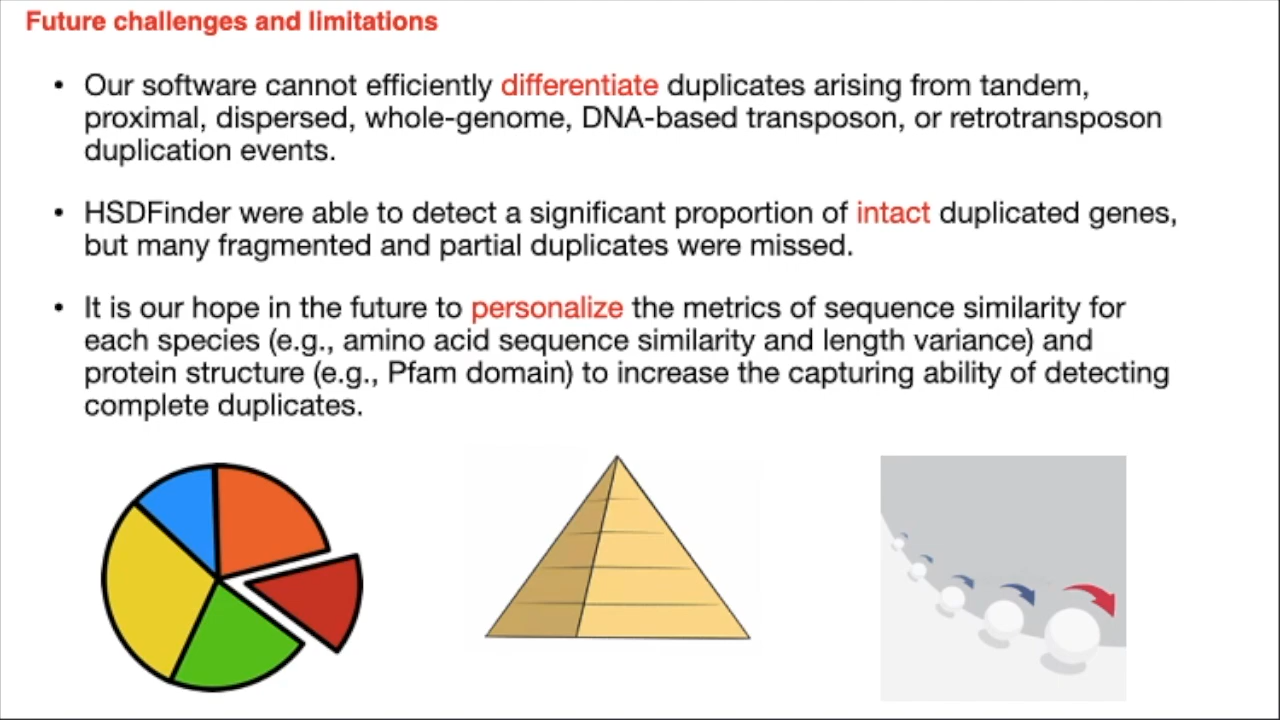 Future challenges and limitations
• Our software cannot efficiently differentiate duplicates arising from tandem,
proximal, dispersed, whole-genome, DNA-based transposon, or retrotransposon
duplication events.
• HSDFinder were able to detect a significant proportion of intact duplicated genes,
but many fragmented and partial duplicates were missed.
• It is our hope in the future to personalize the metrics of sequence similarity for
each species (e.g., amino acid sequence similarity and length variance) and
protein structure (e.g., Pfam domain) to increase the capturing ability of detecting
complete duplicates.